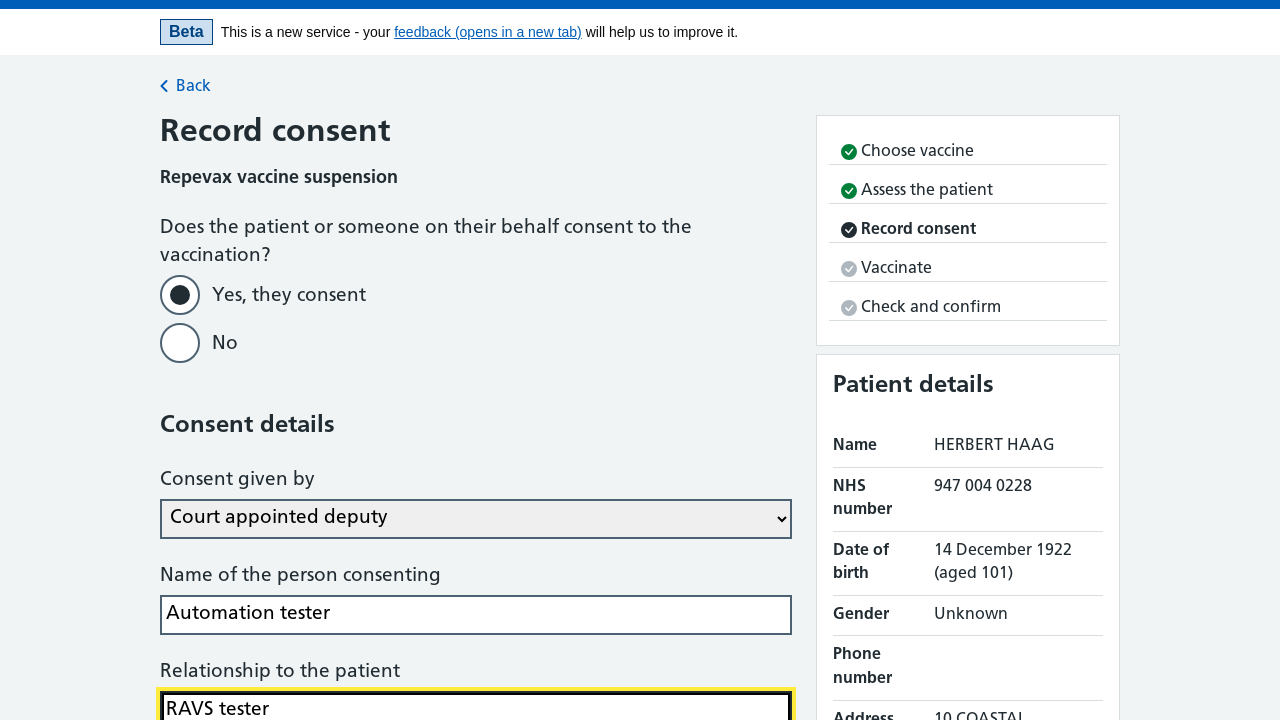 Beta This is a new service - your feedback (opens in a new tab) will help us to improve it.
Back
Record consent
Repevax vaccine suspension
Does the patient or someone on their behalf consent to the
vaccination?
Yes, they consent
No
Consent details
Consent given by
Court appointed deputy
Name of the person consenting
Automation tester
Relationship to the patient
RAVS tester
Choose vaccine
Assess the patient
Record consent
Vaccinate
Check and confirm
Patient details
Name HERBERT HAAG
NHS 947 004 0228
number
Date of 14 December 1922
birth (aged 101)
Gender Unknown
Phone
number
Address 10 COASTAL